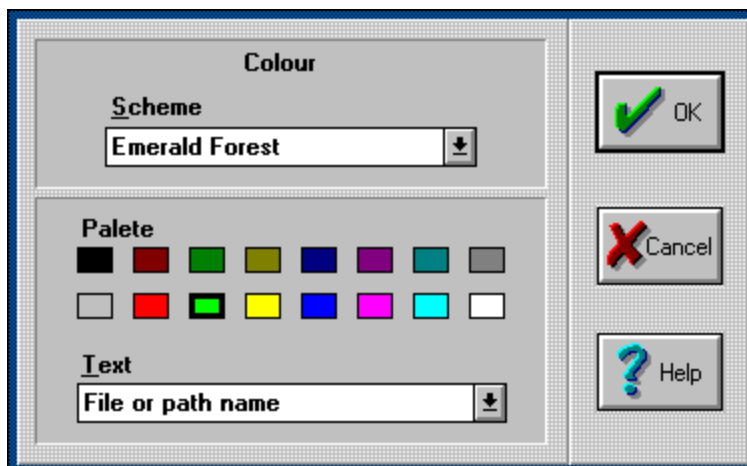 Colour
Scheme
Emerald Forest
Palete
Text
File or path name
OK
Cancel
Help